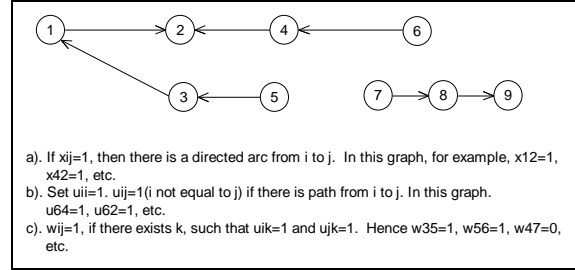 1 2 4 6
3 5 7 8 9
a). If xij=1, then there is a directed arc from i to j. In this graph, for example, x12=1,
x42=1, etc.
b). Set uii=1. uij=1(i not equal to j) if there is path from i to j. In this graph.
u64=1, u62=1, etc.
c). wij=1, if there exists k, such that uik=1 and ujk=1. Hence w35=1, w56=1, w47=0,
etc.